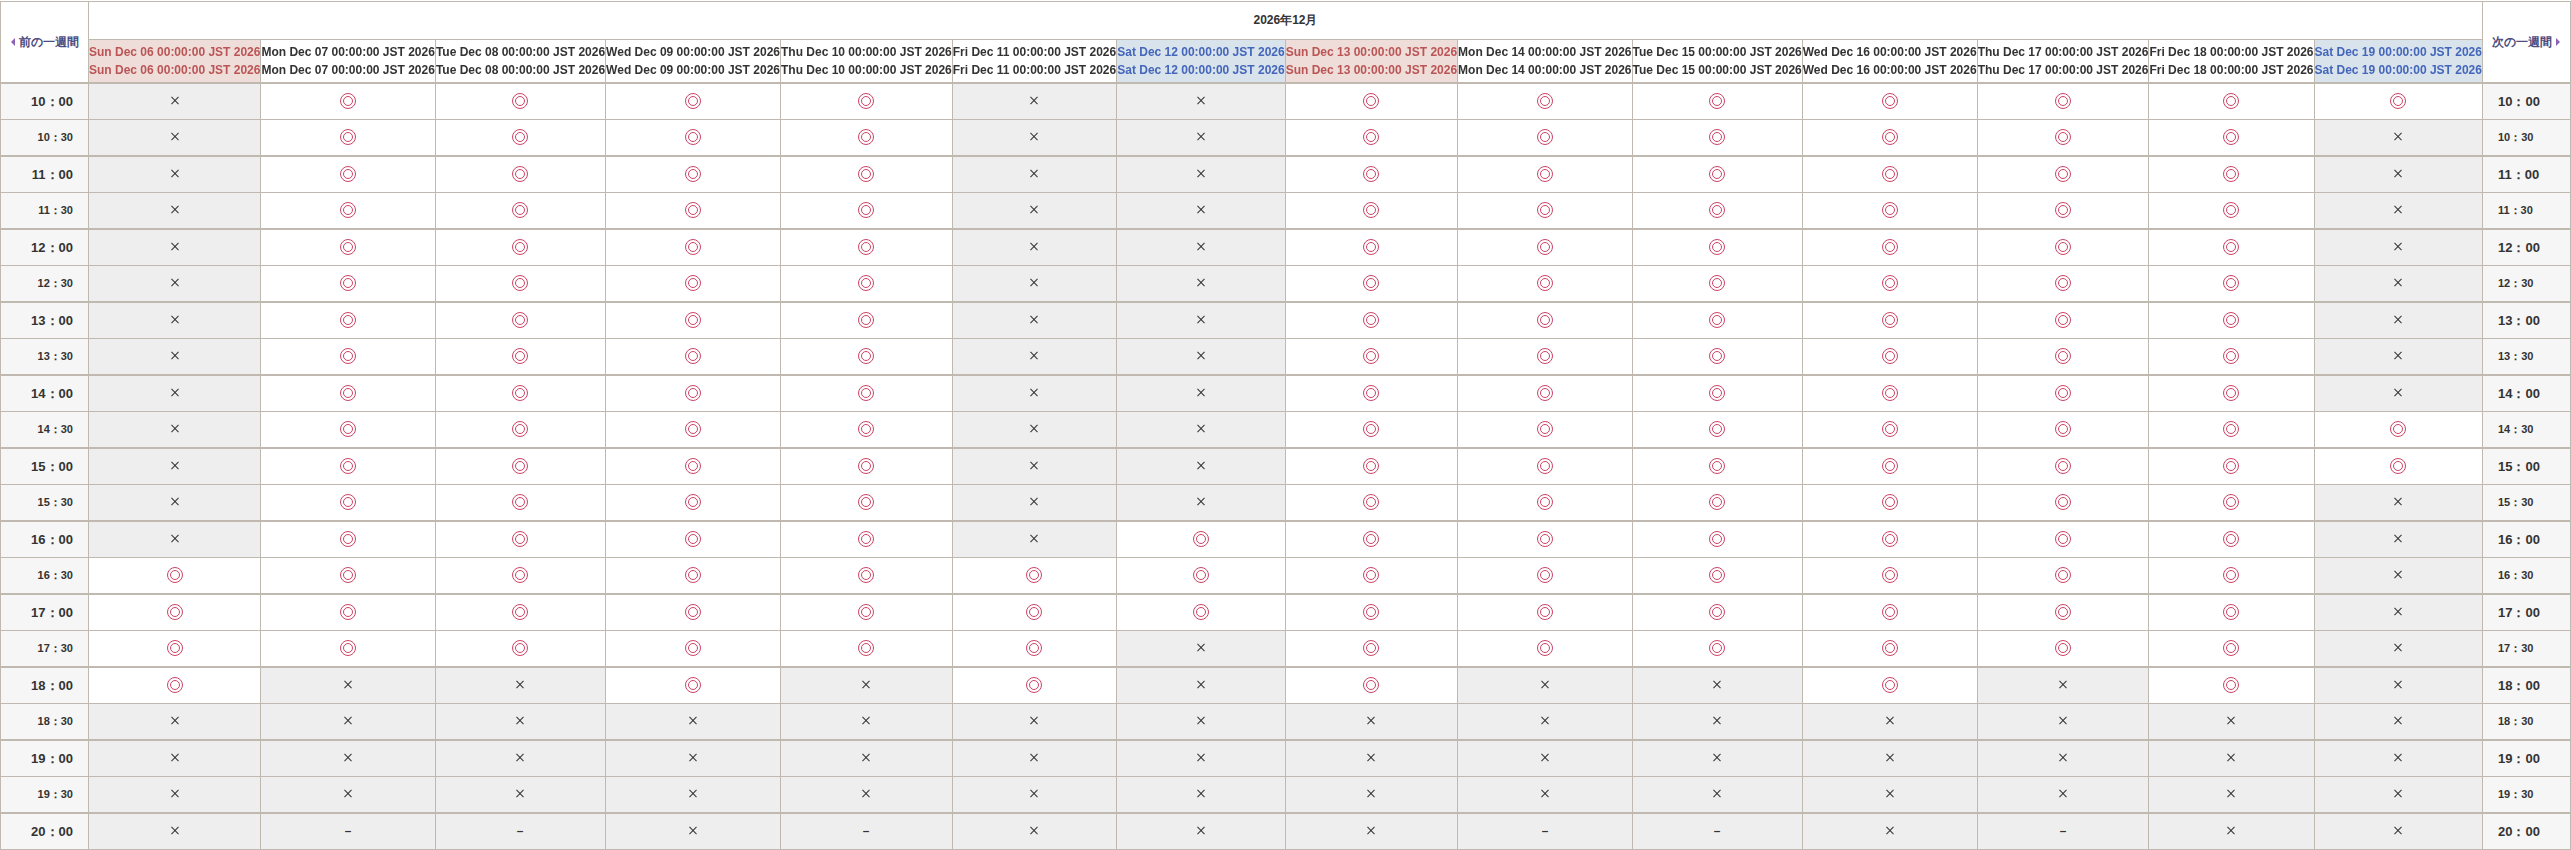 2026年12月
前の一週間
次の一週間
Sun Dec 06 00:00:00 JST 2026 Mon Dec 07 00:00:00 JST 2026 Tue Dec 08 00:00:00 JST 2026 Wed Dec 09 00:00:00 JST 2026 Thu Dec 10 00:00:00 JST 2026 Fri Dec 11 00:00:00 JST 2026 Sat Dec 12 00:00:00 JST 2026 Sun Dec 13 00:00:00 JST 2026 Mon Dec 14 00:00:00 JST 2026 Tue Dec 15 00:00:00 JST 2026 Wed Dec 16 00:00:00 JST 2026 Thu Dec 17 00:00:00 JST 2026 Fri Dec 18 00:00:00 JST 2026 Sat Dec 19 00:00:00 JST 2026
Sun Dec 06 00:00:00 JST 2026 Mon Dec 07 00:00:00 JST 2026 Tue Dec 08 00:00:00 JST 2026 Wed Dec 09 00:00:00 JST 2026 Thu Dec 10 00:00:00 JST 2026 Fri Dec 11 00:00:00 JST 2026 Sat Dec 12 00:00:00 JST 2026 Sun Dec 13 00:00:00 JST 2026 Mon Dec 14 00:00:00 JST 2026 Tue Dec 15 00:00:00 JST 2026 Wed Dec 16 00:00:00 JST 2026 Thu Dec 17 00:00:00 JST 2026 Fri Dec 18 00:00:00 JST 2026 Sat Dec 19 00:00:00 JST 2026
10：00 × ◎ ◎ ◎ ◎ × × ◎ ◎ ◎ ◎ ◎ ◎ ◎ 10：00
10：30 × ◎ ◎ ◎ ◎ × × ◎ ◎ ◎ ◎ ◎ ◎ × 10：30
11：00 × ◎ ◎ ◎ ◎ × × ◎ ◎ ◎ ◎ ◎ ◎ × 11：00
11：30 × ◎ ◎ ◎ ◎ × × ◎ ◎ ◎ ◎ ◎ ◎ × 11：30
12：00 × ◎ ◎ ◎ ◎ × × ◎ ◎ ◎ ◎ ◎ ◎ × 12：00
12：30 × ◎ ◎ ◎ ◎ × × ◎ ◎ ◎ ◎ ◎ ◎ × 12：30
13：00 × ◎ ◎ ◎ ◎ × × ◎ ◎ ◎ ◎ ◎ ◎ × 13：00
13：30 × ◎ ◎ ◎ ◎ × × ◎ ◎ ◎ ◎ ◎ ◎ × 13：30
14：00 × ◎ ◎ ◎ ◎ × × ◎ ◎ ◎ ◎ ◎ ◎ × 14：00
14：30 × ◎ ◎ ◎ ◎ × × ◎ ◎ ◎ ◎ ◎ ◎ ◎ 14：30
15：00 × ◎ ◎ ◎ ◎ × × ◎ ◎ ◎ ◎ ◎ ◎ ◎ 15：00
15：30 × ◎ ◎ ◎ ◎ × × ◎ ◎ ◎ ◎ ◎ ◎ × 15：30
16：00 × ◎ ◎ ◎ ◎ × ◎ ◎ ◎ ◎ ◎ ◎ ◎ × 16：00
16：30 ◎ ◎ ◎ ◎ ◎ ◎ ◎ ◎ ◎ ◎ ◎ ◎ ◎ × 16：30
17：00 ◎ ◎ ◎ ◎ ◎ ◎ ◎ ◎ ◎ ◎ ◎ ◎ ◎ × 17：00
17：30 ◎ ◎ ◎ ◎ ◎ ◎ × ◎ ◎ ◎ ◎ ◎ ◎ × 17：30
18：00 ◎ × × ◎ × ◎ × ◎ × × ◎ × ◎ × 18：00
18：30 × × × × × × × × × × × × × × 18：30
19：00 × × × × × × × × × × × × × × 19：00
19：30 × × × × × × × × × × × × × × 19：30
20：00 × － － × － × × × － － × － × × 20：00